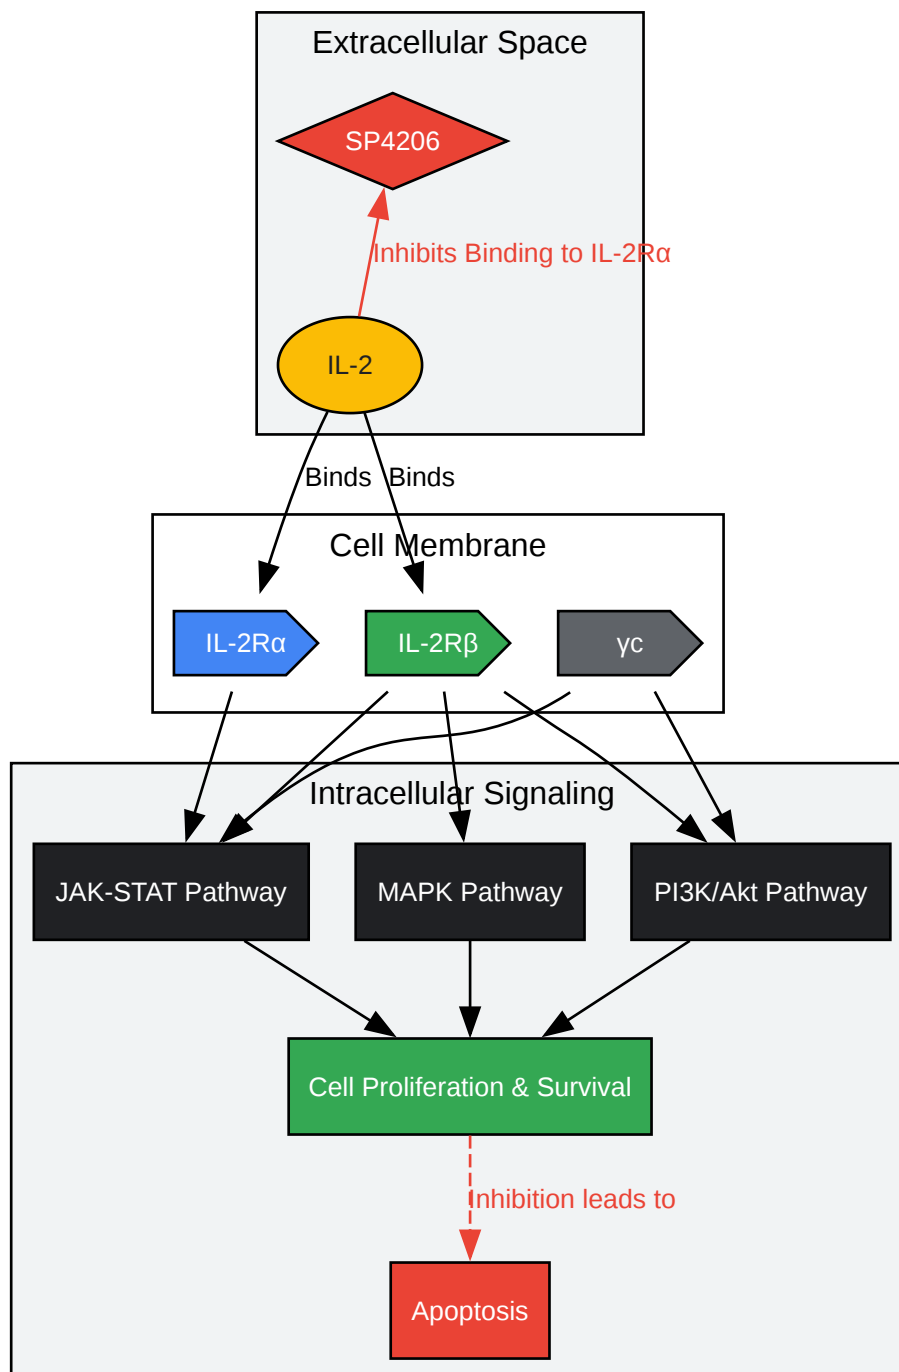 Extracellular Space
SP4206
Inhibits Binding to IL-2Rα
IL-2
Binds Binds
Cell Membrane
IL-2Rα IL-2Rβ γc
Intracellular Signaling
JAK-STAT Pathway MAPK Pathway PI3K/Akt Pathway
Cell Proliferation & Survival
Inhibition leads to
Apoptosis